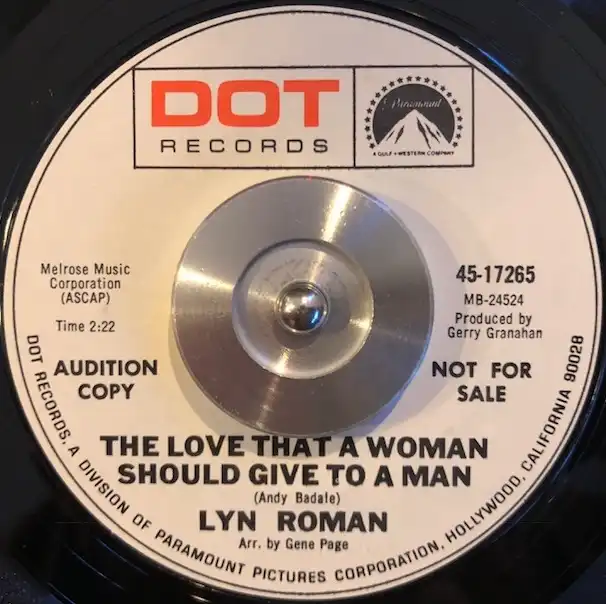 DOT
RECORDS
Paramount
A GULF + WESTERN COMPANY
Melrose Music
Corporation
(ASCAP)
Time 2:22
AUDITION
COPY
45-17265
MB-24524
Produced by
Gerry Granahan
NOT FOR
SALE
THE LOVE THAT A WOMAN
SHOULD GIVE TO A MAN
(Andy Badale)
LYN ROMAN
Arr. by Gene Page
DOT RECORDS, A DIVISION OF PARAMOUNT PICTURES CORPORATION, HOLLYWOOD, CALIFORNIA 90028